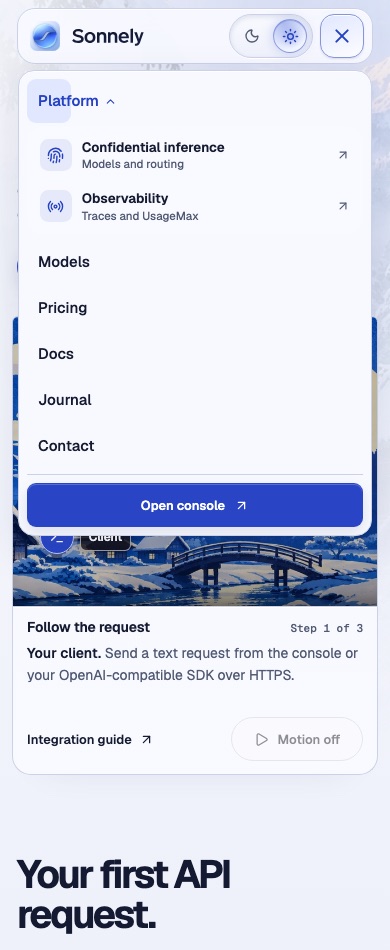 Sonnely
Platform
Confidential inference
Models and routing
Observability
Traces and UsageMax
Models
Pricing
Docs
Journal
Contact
Open console
Client
Follow the request
Step 1 of 3
Your client. Send a text request from the console or
your OpenAI-compatible SDK over HTTPS.
Integration guide
Motion off
Your first API
request.